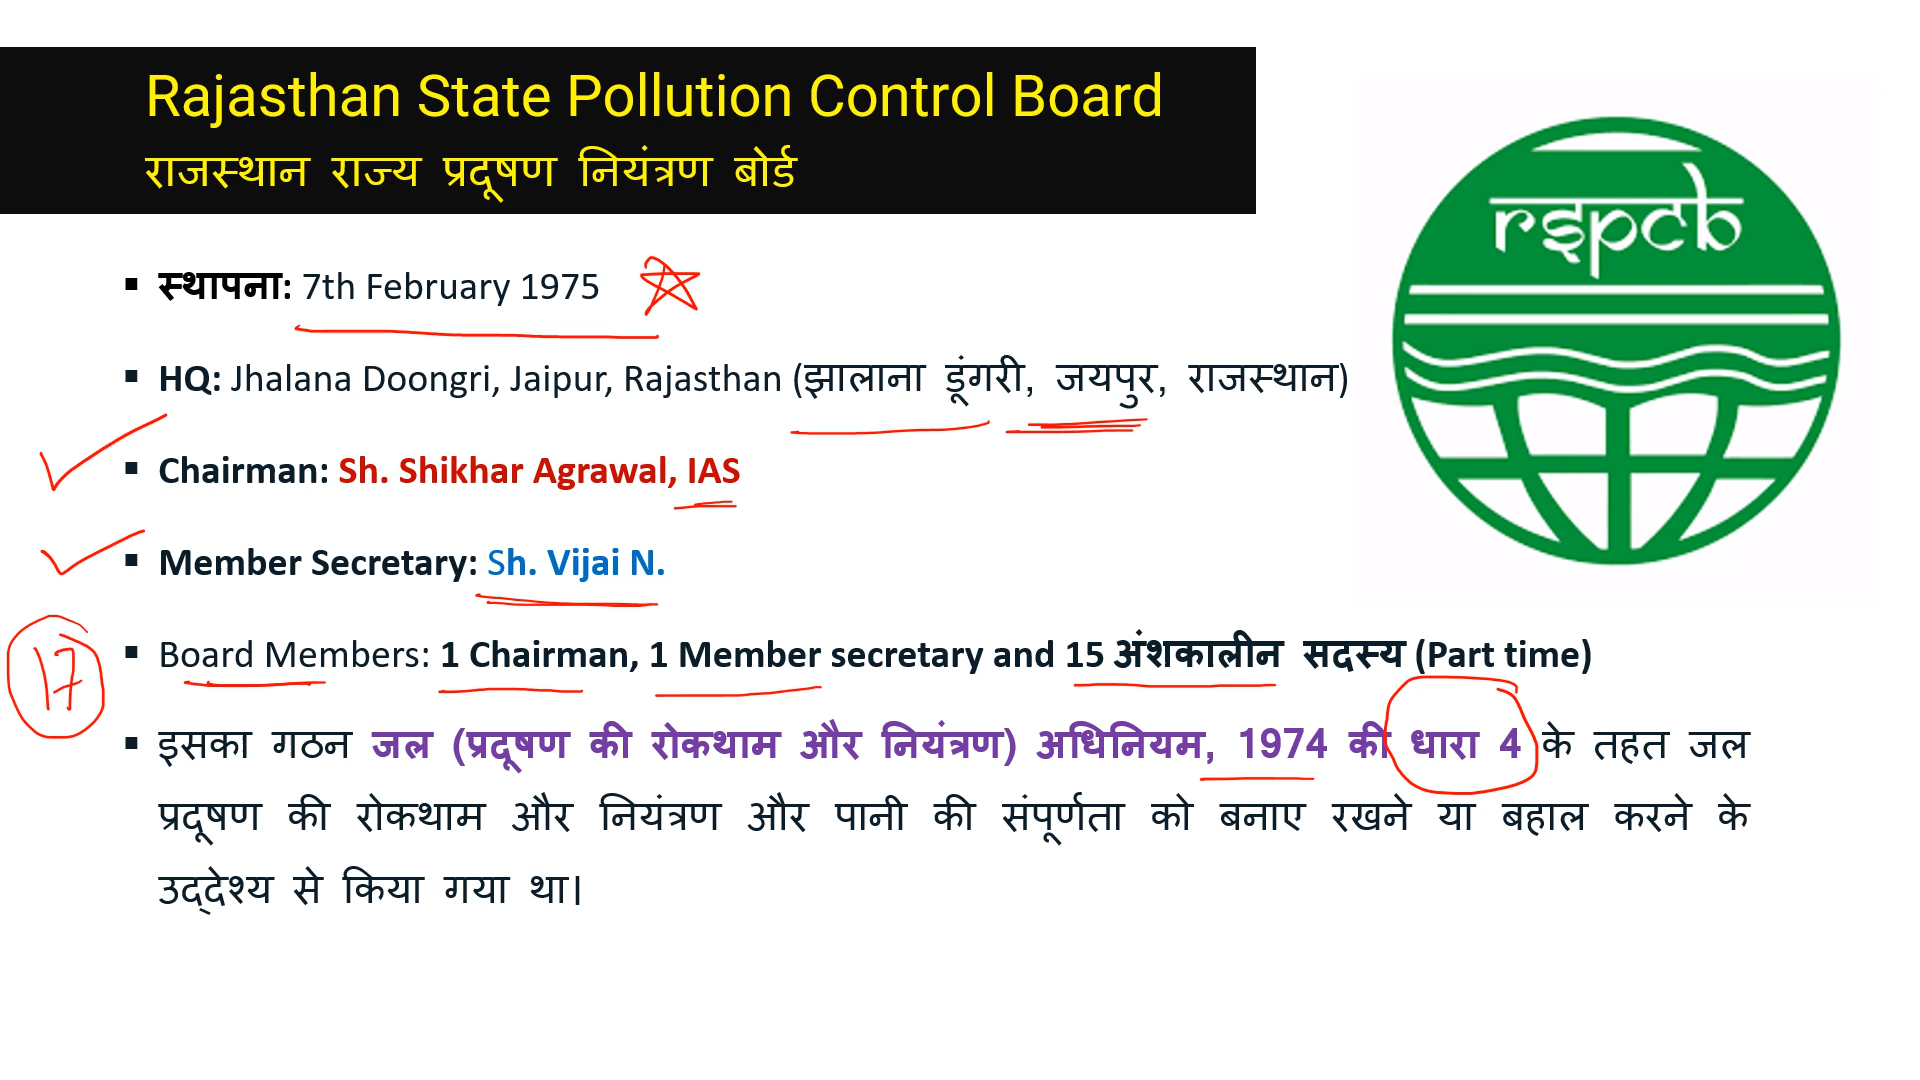 Rajasthan State Pollution Control Board
राजस्थान राज्य प्रदूषण नियंत्रण बोर्ड
rspcb
▪ स्थापना: 7th February 1975
▪ HQ: Jhalana Doongri, Jaipur, Rajasthan (झालाना डूंगरी, जयपुर, राजस्थान)
▪ Chairman: Sh. Shikhar Agrawal, IAS
▪ Member Secretary: Sh. Vijai N.
17
▪ Board Members: 1 Chairman, 1 Member secretary and 15 अंशकालीन सदस्य (Part time)
▪ इसका गठन जल (प्रदूषण की रोकथाम और नियंत्रण) अधिनियम, 1974 की धारा 4 के तहत जल
प्रदूषण की रोकथाम और नियंत्रण और पानी की संपूर्णता को बनाए रखने या बहाल करने के
उद्देश्य से किया गया था।